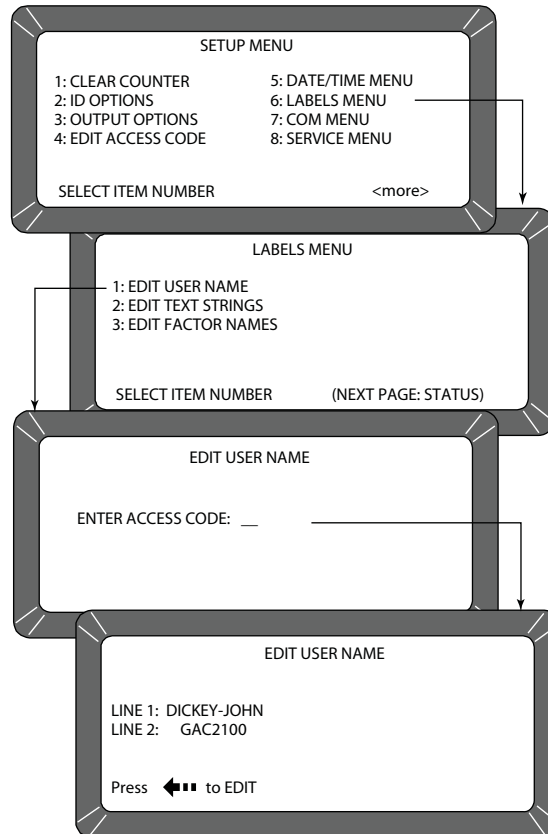 SETUP MENU
1: CLEAR COUNTER
2: ID OPTIONS
3: OUTPUT OPTIONS
4: EDIT ACCESS CODE
5: DATE/TIME MENU
6: LABELS MENU
7: COM MENU
8: SERVICE MENU
SELECT ITEM NUMBER <more>
LABELS MENU
1: EDIT USER NAME
2: EDIT TEXT STRINGS
3: EDIT FACTOR NAMES
SELECT ITEM NUMBER (NEXT PAGE: STATUS)
EDIT USER NAME
ENTER ACCESS CODE: __
EDIT USER NAME
LINE 1: DICKEY-JOHN
LINE 2: GAC2100
Press to EDIT